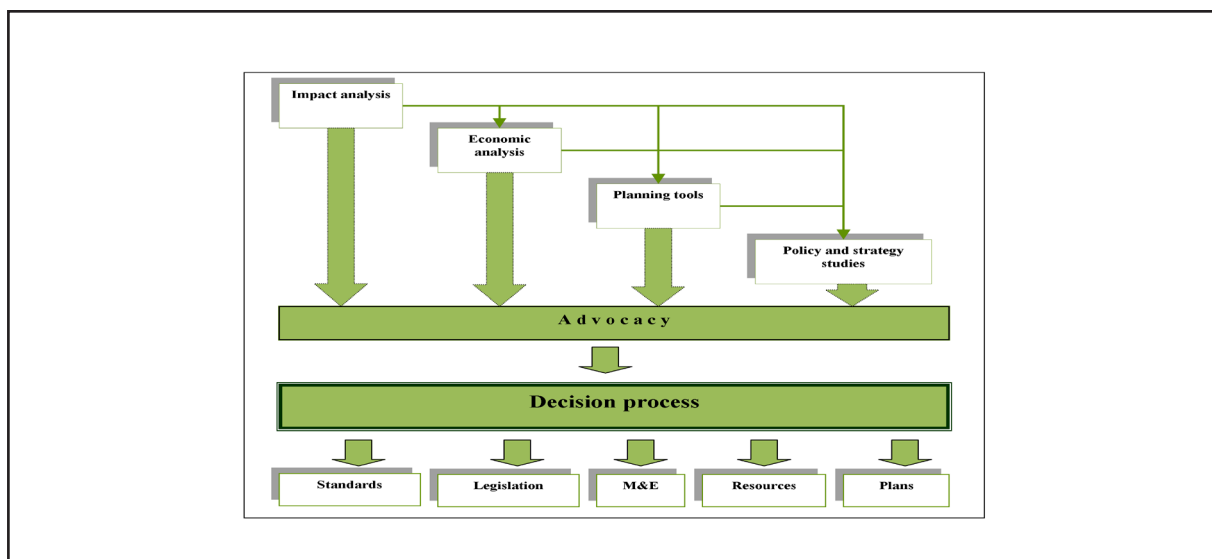 Impact analysis
Economic
analysis
Planning tools
Policy and strategy
studies
A d v o c a c y
Decision process
Standards
Legislation
M&E
Resources
Plans